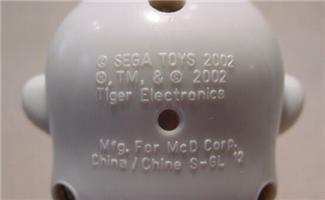 © SEGA TOYS 2002
®, TM, & © 2002
Tiger Electronics
Mfg. For McD Corp.
China / Chine S-GL 12